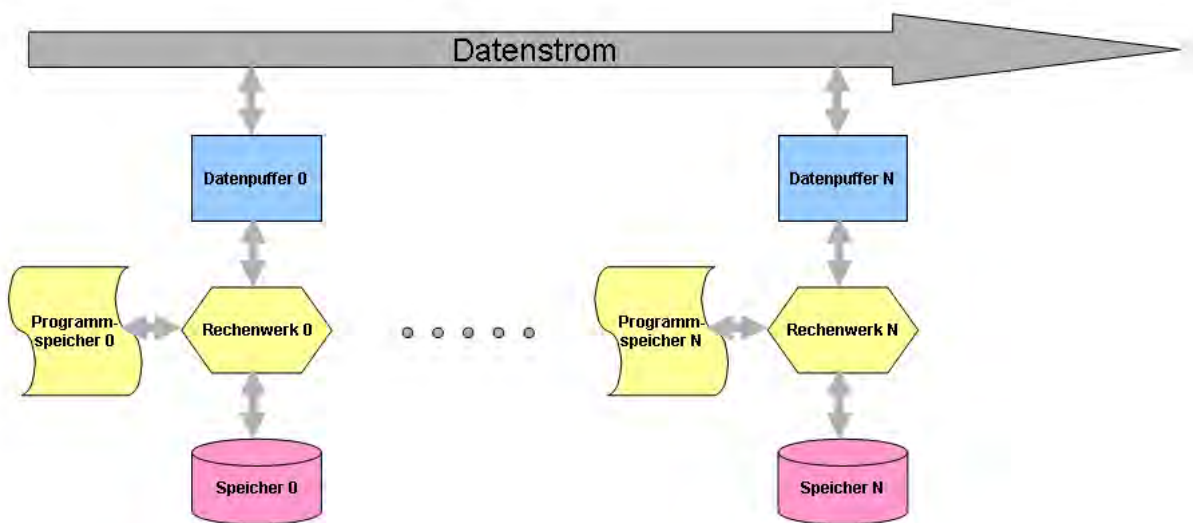 Datenstrom
Datenpuffer 0
Datenpuffer N
Programm-
speicher 0
Rechenwerk 0
Programm-
speicher N
Rechenwerk N
Speicher 0
Speicher N